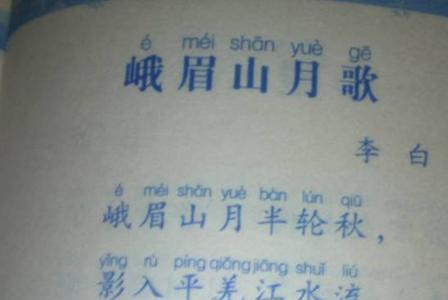 é méi shān yuè gē
峨眉山月歌
李白
é méi shān yuè bàn lún qiū
峨眉山月半轮秋，
yǐng rù píng qiāng jiāng shuǐ liú
影入平羌江水流